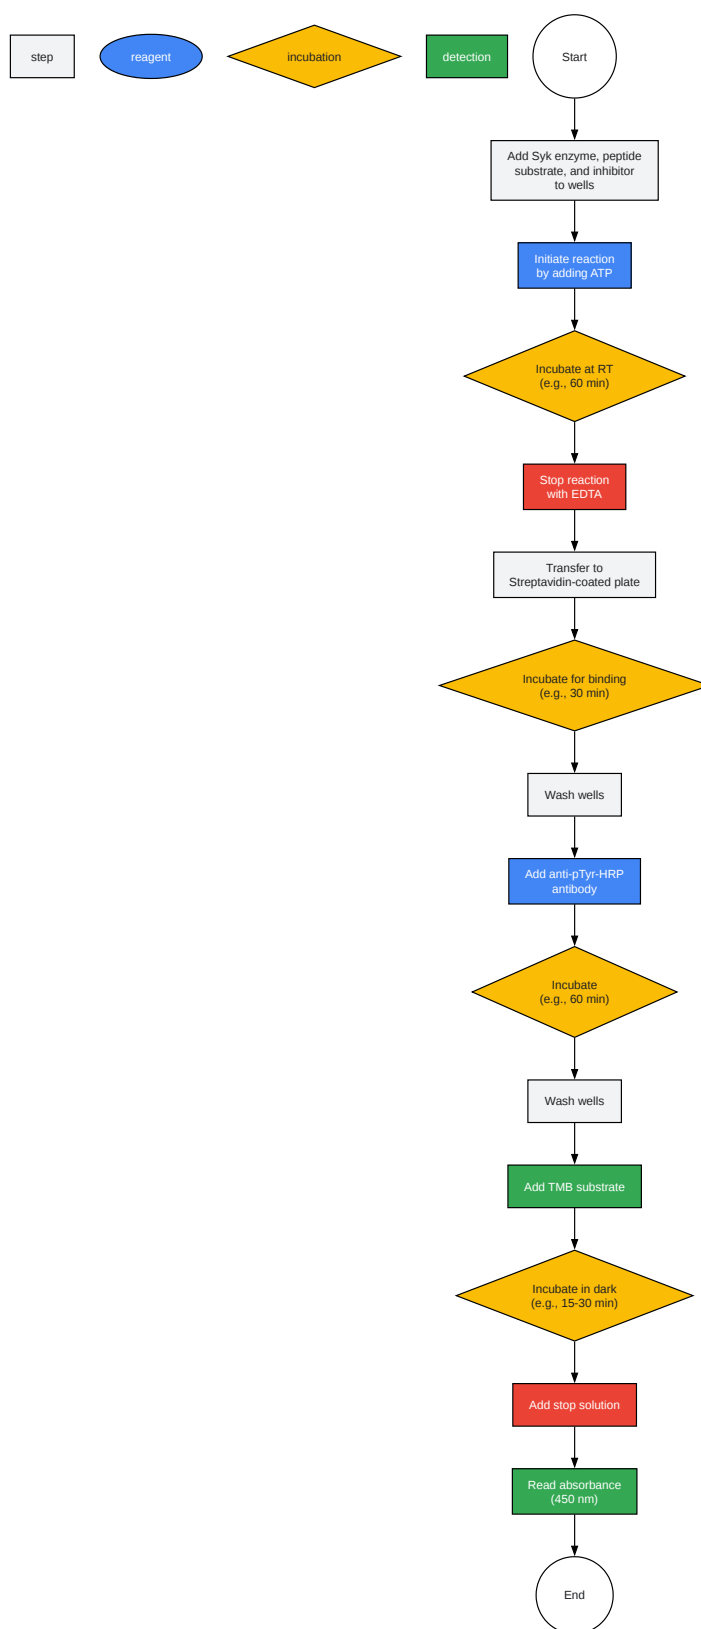 step
reagent
incubation
detection
Start
Add Syk enzyme, peptide
substrate, and inhibitor
to wells
Initiate reaction
by adding ATP
Incubate at RT
(e.g., 60 min)
Stop reaction
with EDTA
Transfer to
Streptavidin-coated plate
Incubate for binding
(e.g., 30 min)
Wash wells
Add anti-pTyr-HRP
antibody
Incubate
(e.g., 60 min)
Wash wells
Add TMB substrate
Incubate in dark
(e.g., 15-30 min)
Add stop solution
Read absorbance
(450 nm)
End